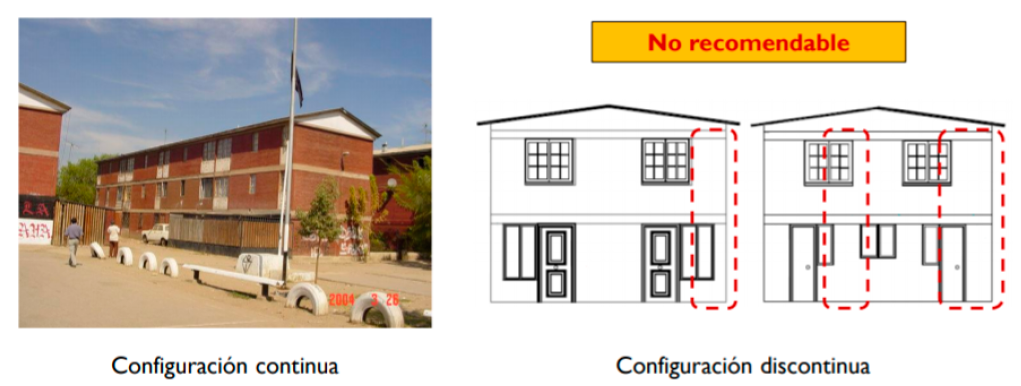 No recomendable
2004 3 26
Configuración continua
Configuración discontinua